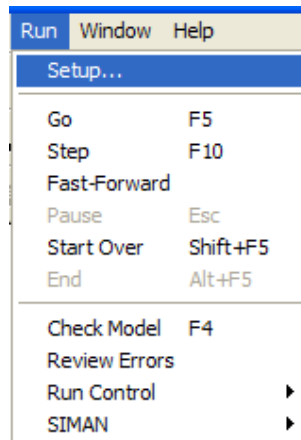 Run Window Help
Setup...
Go F5
Step F10
Fast-Forward
Pause Esc
Start Over Shift+F5
End Alt+F5
Check Model F4
Review Errors
Run Control
SIMAN